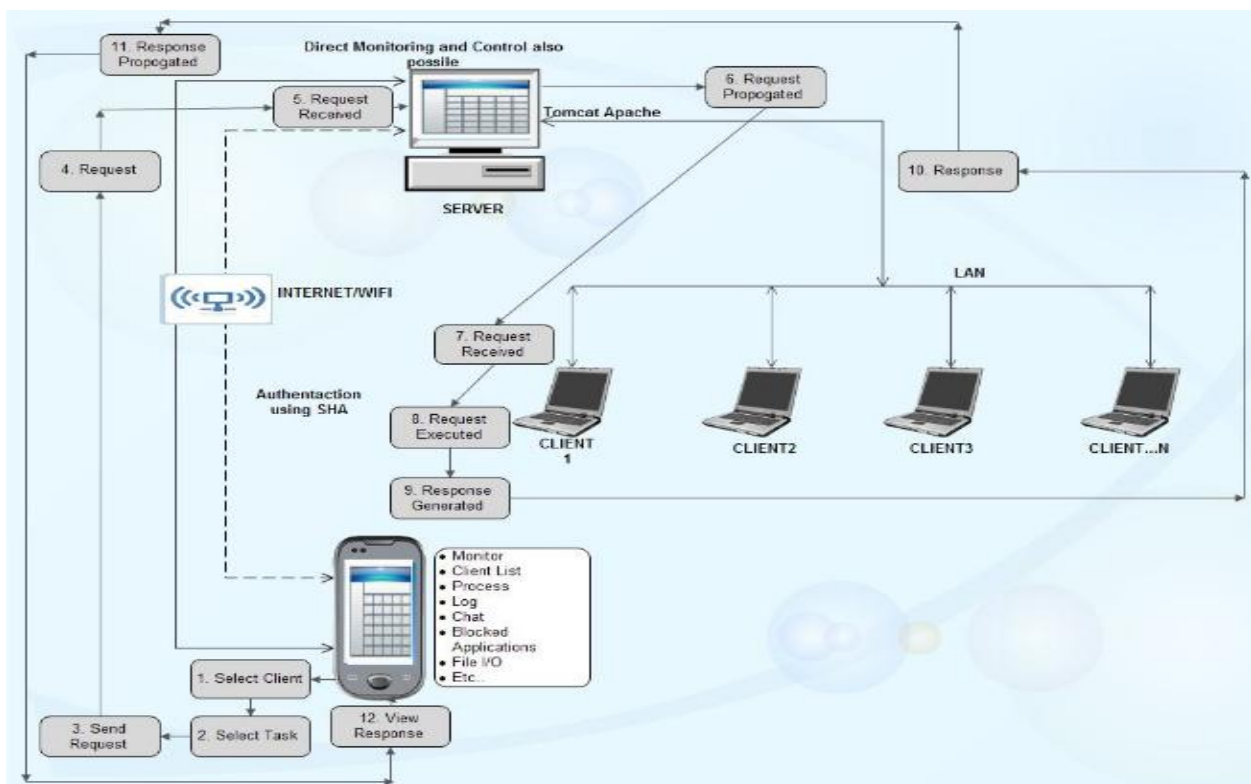 11. Response
Propogated
Direct Monitoring and Control also
possile
5. Request
Received
6. Request
Propogated
Tomcat Apache
4. Request
10. Response
SERVER
INTERNET/WIFI
LAN
7. Request
Received
Authentaction
using SHA
8. Request
Executed
CLIENT
1
CLIENT2
CLIENT3
CLIENT...N
9. Response
Generated
• Monitor
• Client List
• Process
• Log
• Chat
• Blocked
Applications
• File I/O
• Etc..
1. Select Client
2. Select Task
3. Send
Request
12. View
Response